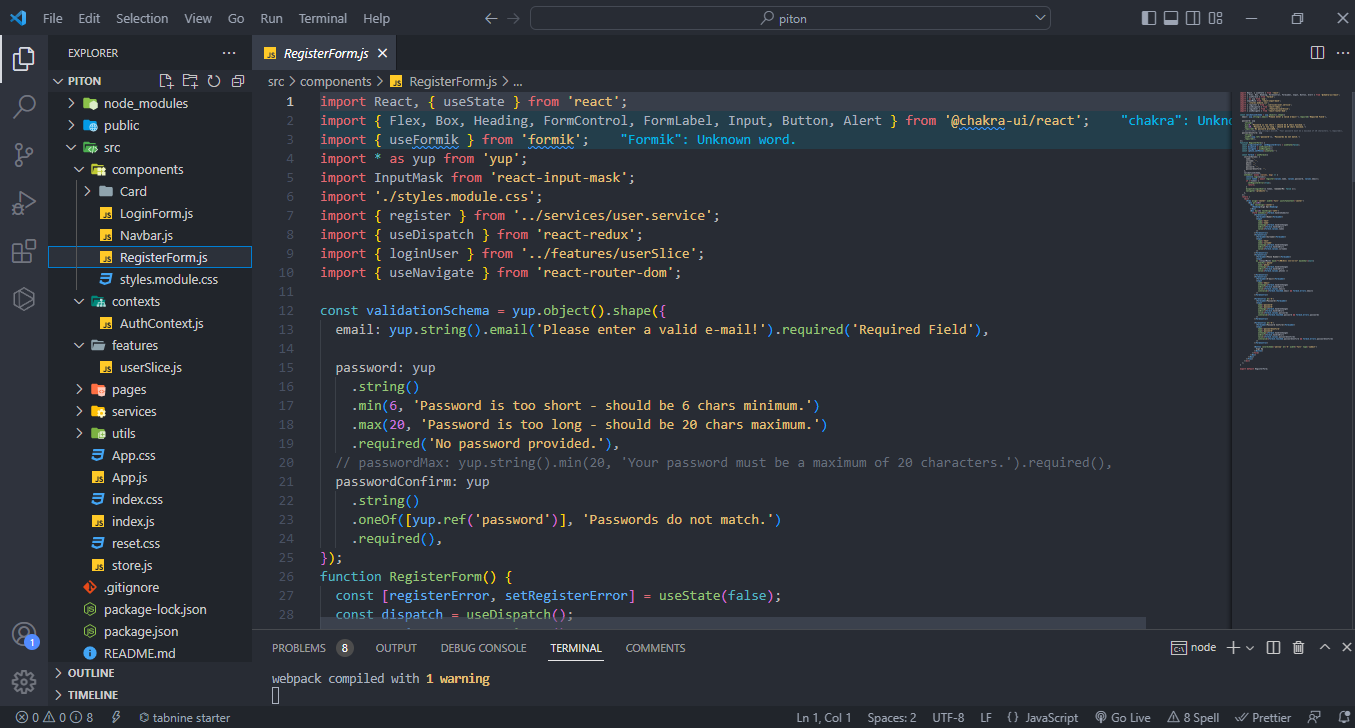 File Edit Selection View Go Run Terminal Help
piton
EXPLORER
PITON
node_modules
public
src
components
Card
LoginForm.js
Navbar.js
RegisterForm.js
styles.module.css
contexts
AuthContext.js
features
userSlice.js
pages
services
utils
App.css
App.js
index.css
index.js
reset.css
store.js
.gitignore
package-lock.json
package.json
README.md
OUTLINE
TIMELINE
RegisterForm.js
src > components > RegisterForm.js > ...
1 import React, { useState } from 'react';
2 import { Flex, Box, Heading, FormControl, FormLabel, Input, Button, Alert } from '@chakra-ui/react'; "chakra": Unkno
3 import { useFormik } from 'formik'; "Formik": Unknown word.
4 import * as yup from 'yup';
5 import InputMask from 'react-input-mask';
6 import './styles.module.css';
7 import { register } from '../services/user.service';
8 import { useDispatch } from 'react-redux';
9 import { loginUser } from '../features/userSlice';
10 import { useNavigate } from 'react-router-dom';
11
12 const validationSchema = yup.object().shape({
13 email: yup.string().email('Please enter a valid e-mail!').required('Required Field'),
14
15 password: yup
16 .string()
17 .min(6, 'Password is too short - should be 6 chars minimum.')
18 .max(20, 'Password is too long - should be 20 chars maximum.')
19 .required('No password provided.'),
20 // passwordMax: yup.string().min(20, 'Your password must be a maximum of 20 characters.').required(),
21 passwordConfirm: yup
22 .string()
23 .oneOf([yup.ref('password')], 'Passwords do not match.')
24 .required(),
25 });
26 function RegisterForm() {
27 const [registerError, setRegisterError] = useState(false);
28 const dispatch = useDispatch();
PROBLEMS 8 OUTPUT DEBUG CONSOLE TERMINAL COMMENTS
node
webpack compiled with 1 warning
1
0 0 8 tabnine starter
Ln 1, Col 1 Spaces: 2 UTF-8 LF {} JavaScript Go Live 8 Spell Prettier